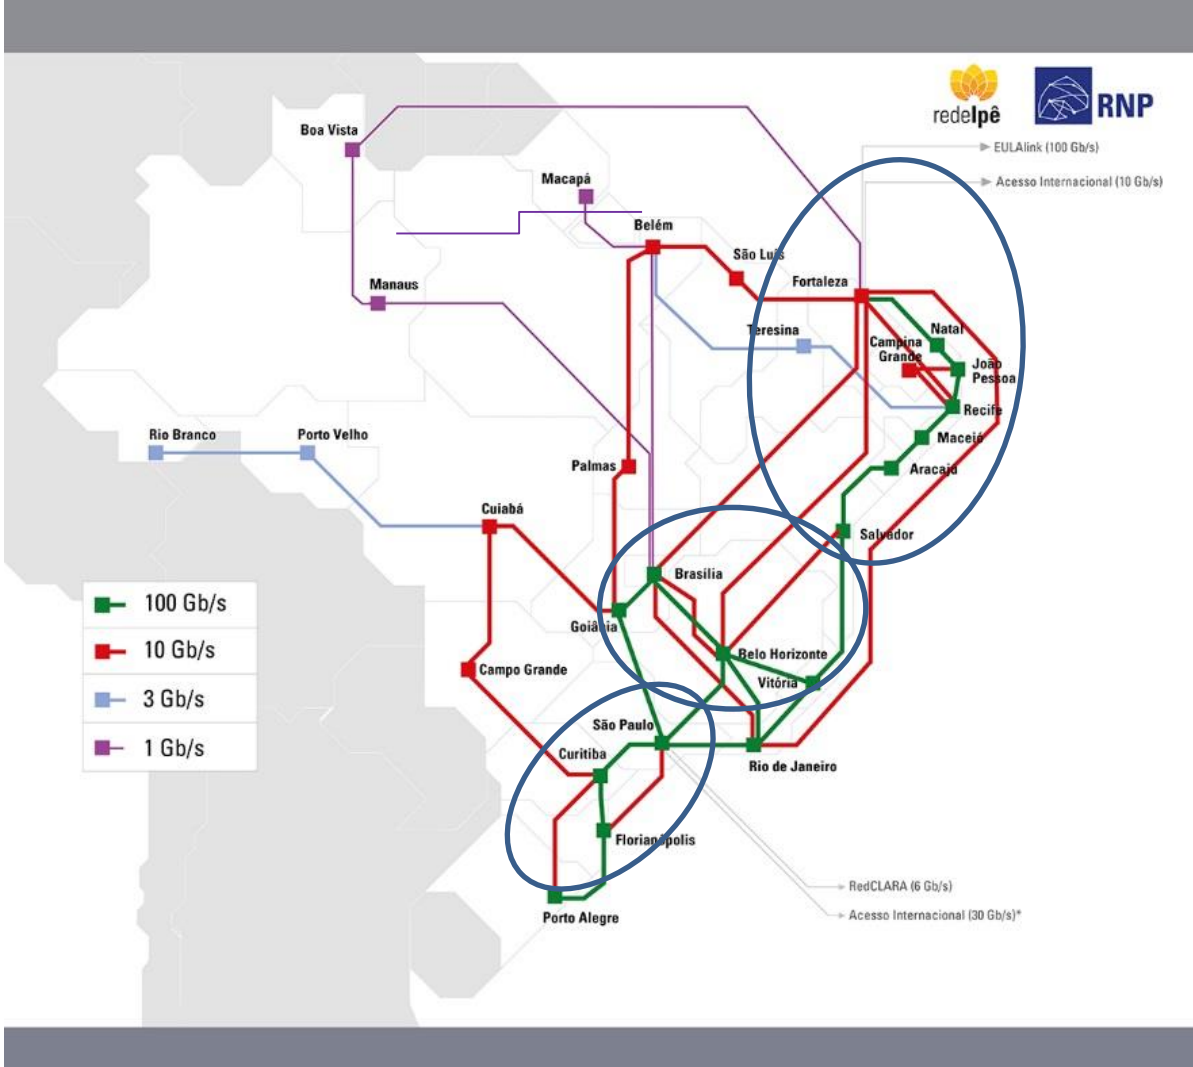 redeIpê
RNP
EULAlink (100 Gb/s)
Acesso Internacional (10 Gb/s)
Boa Vista
Macapá
Belém
São Luís
Fortaleza
Manaus
Teresina
Natal
Campina
Grande
João
Pessoa
Recife
Rio Branco
Porto Velho
Maceió
Palmas
Aracajú
Cuiabá
Salvador
Brasília
100 Gb/s
Goiânia
10 Gb/s
Belo Horizonte
Campo Grande
Vitória
3 Gb/s
São Paulo
1 Gb/s
Curitiba
Rio de Janeiro
Florianópolis
RedCLARA (6 Gb/s)
Porto Alegre
Acesso Internacional (30 Gb/s)*